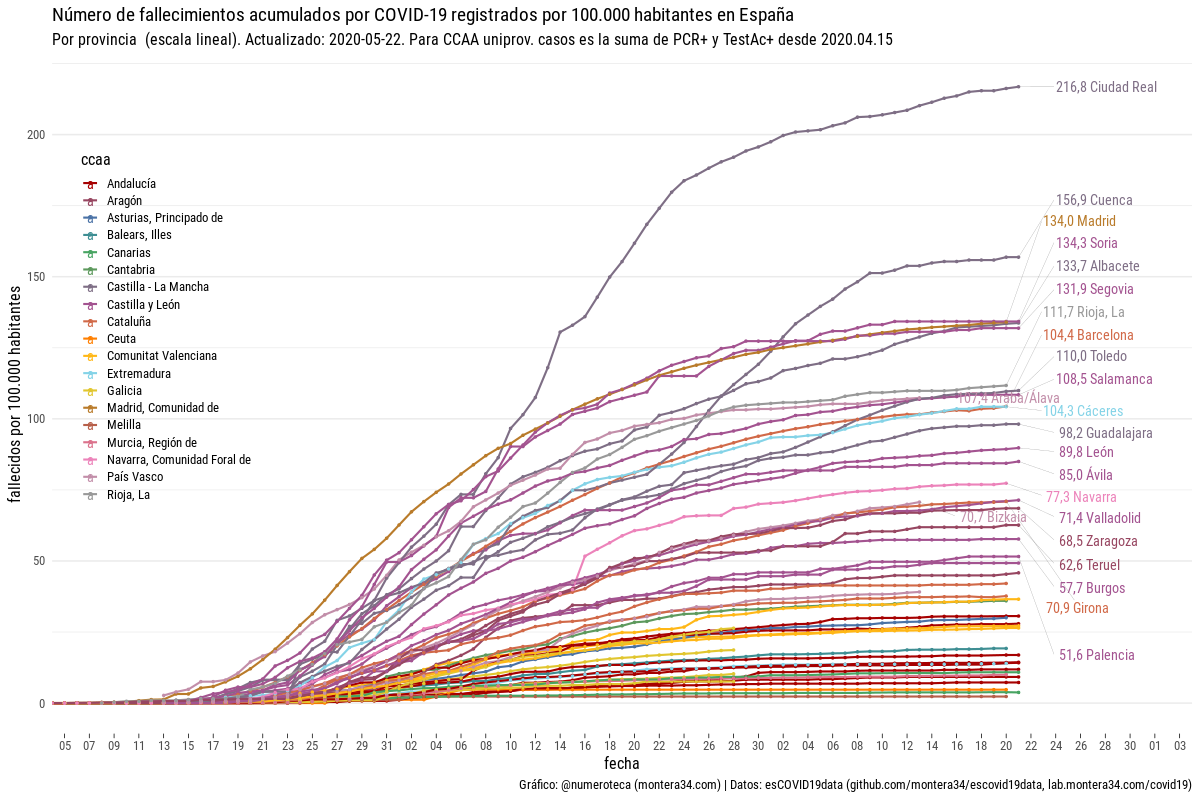 Número de fallecimientos acumulados por COVID-19 registrados por 100.000 habitantes en España
Por provincia  (escala lineal). Actualizado: 2020-05-22. Para CCAA uniprov. casos es la suma de PCR+ y TestAc+ desde 2020.04.15
fallecidos por 100.000 habitantes
200
150
100
50
0
ccaa
Andalucía
Aragón
Asturias, Principado de
Balears, Illes
Canarias
Cantabria
Castilla - La Mancha
Castilla y León
Cataluña
Ceuta
Comunitat Valenciana
Extremadura
Galicia
Madrid, Comunidad de
Melilla
Murcia, Región de
Navarra, Comunidad Foral de
País Vasco
Rioja, La
216,8 Ciudad Real
156,9 Cuenca
134,0 Madrid
134,3 Soria
133,7 Albacete
131,9 Segovia
111,7 Rioja, La
104,4 Barcelona
110,0 Toledo
108,5 Salamanca
107,4 Araba/Álava
104,3 Cáceres
98,2 Guadalajara
89,8 León
85,0 Ávila
77,3 Navarra
70,7 Bizkaia
71,4 Valladolid
68,5 Zaragoza
62,6 Teruel
57,7 Burgos
70,9 Girona
51,6 Palencia
05 07 09 11 13 15 17 19 21 23 25 27 29 31 02 04 06 08 10 12 14 16 18 20 22 24 26 28 30 02 04 06 08 10 12 14 16 18 20 22 24 26 28 30 01 03
fecha
Gráfico: @numeroteca (montera34.com) | Datos: esCOVID19data (github.com/montera34/escovid19data, lab.montera34.com/covid19)